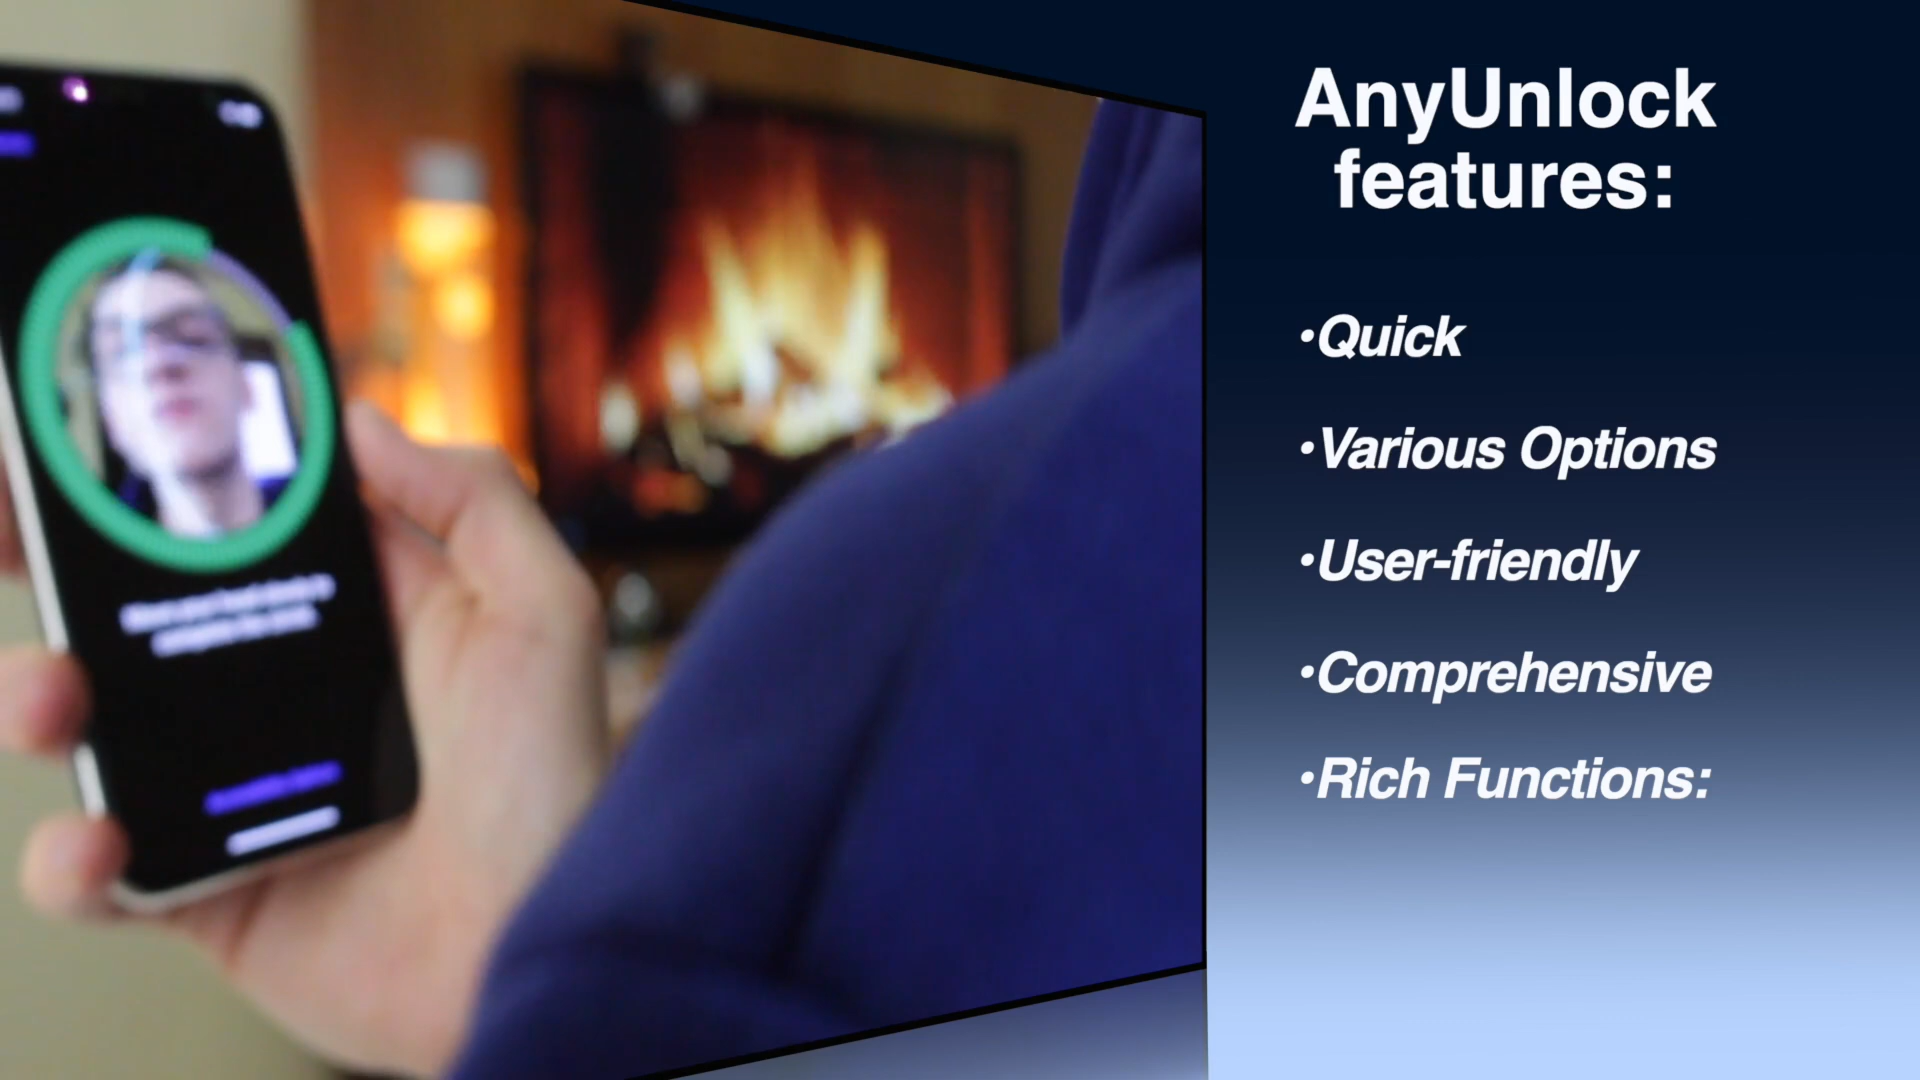 AnyUnlock
features:
•Quick
•Various Options
•User-friendly
•Comprehensive
•Rich Functions: